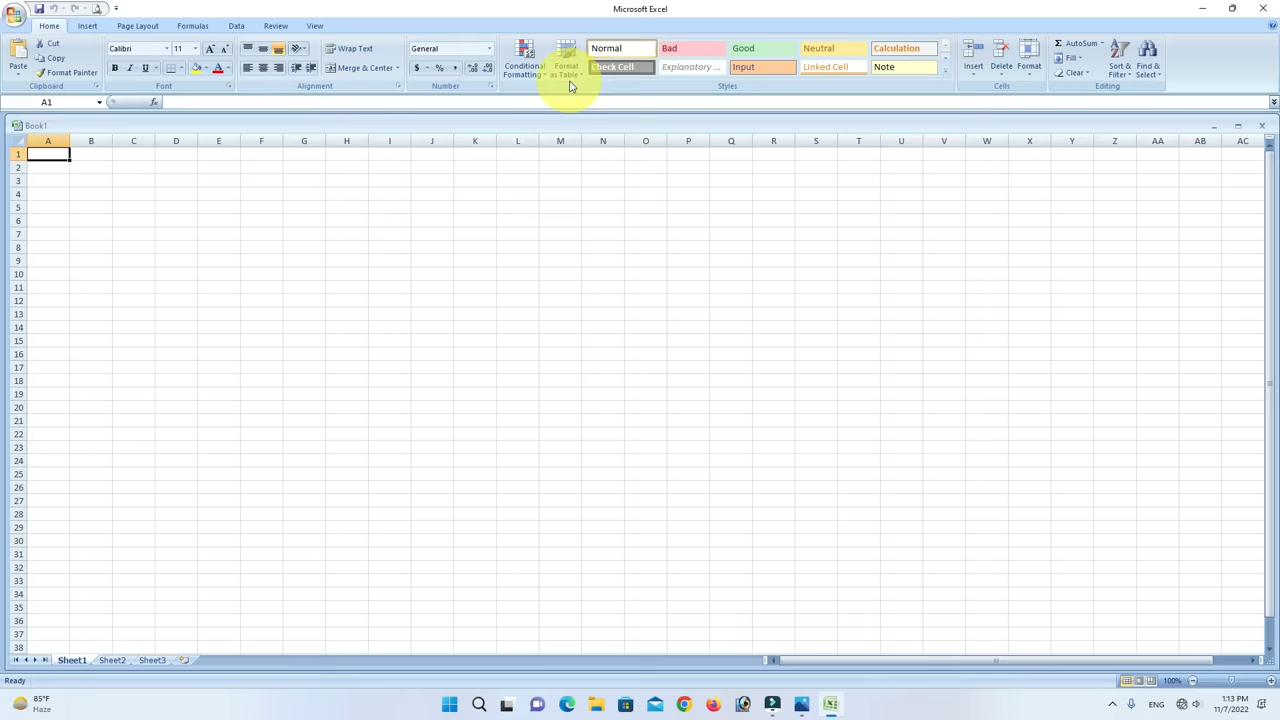 Microsoft Excel
Home Insert Page Layout Formulas Data Review View
Paste Cut Copy Format Painter Clipboard
Calibri 11 B I U Font
Wrap Text Merge & Center Alignment
General $ % , Number
Conditional Formatting Format as Table
Normal Bad Good Neutral Calculation
Check Cell Explanatory ... Input Linked Cell Note
Styles
Insert Delete Format Cells
AutoSum Fill Clear Sort & Filter Find & Select Editing
A1 fx
Book1
A B C D E F G H I J K L M N O P Q R S T U V W X Y Z AA AB AC
1
2
3
4
5
6
7
8
9
10
11
12
13
14
15
16
17
18
19
20
21
22
23
24
25
26
27
28
29
30
31
32
33
34
35
36
37
38
Sheet1 Sheet2 Sheet3
Ready 100%
85°F
Haze
ENG
1:13 PM
11/7/2022